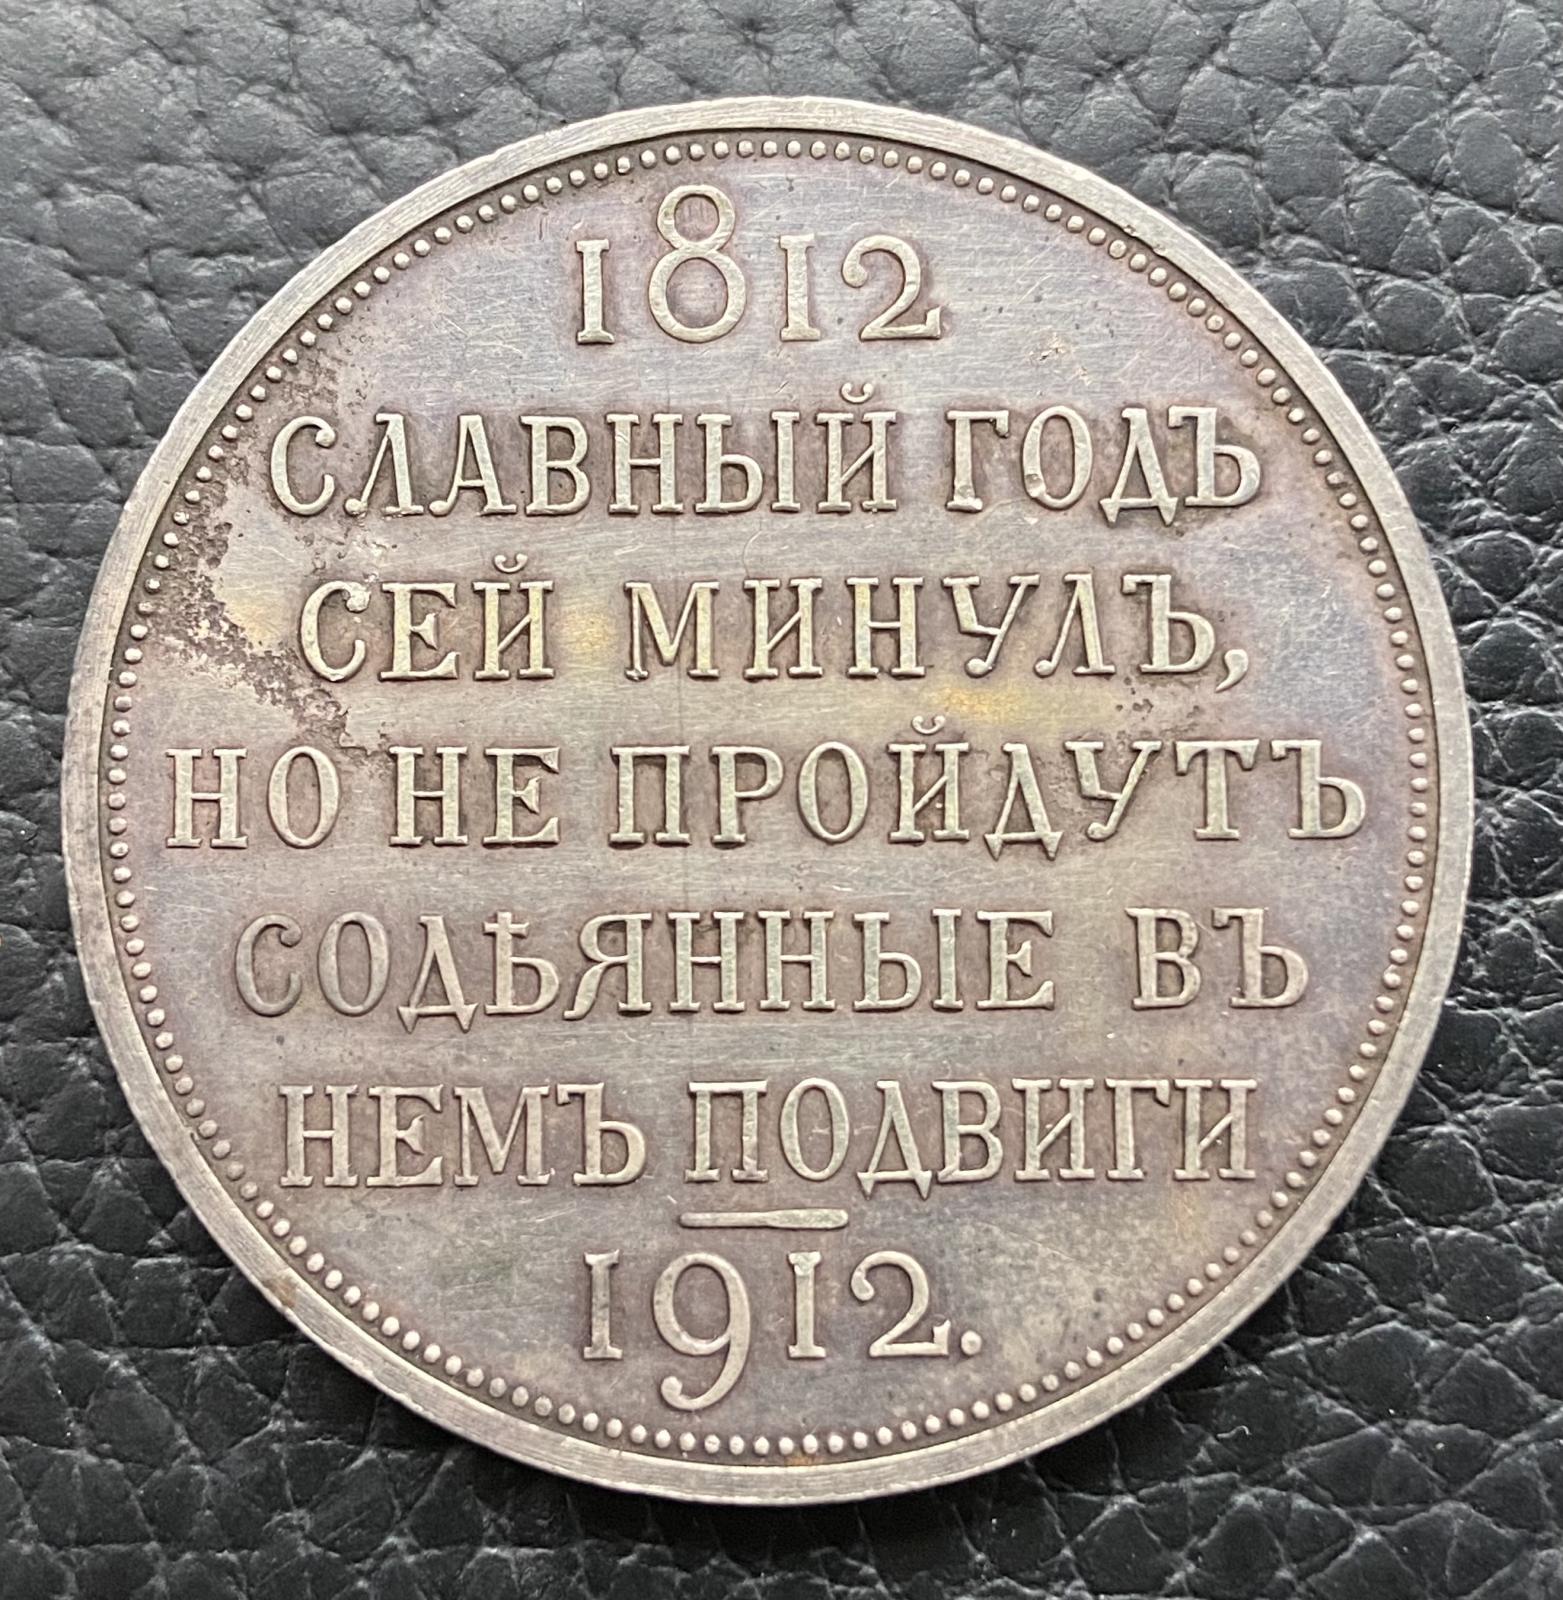 1812
СЛАВНЫЙ ГОДЪ
СЕЙ МИНУЛЪ,
НО НЕ ПРОЙДУТЪ
СОДѢЯННЫЕ ВЪ
НЕМЪ ПОДВИГИ
1912.